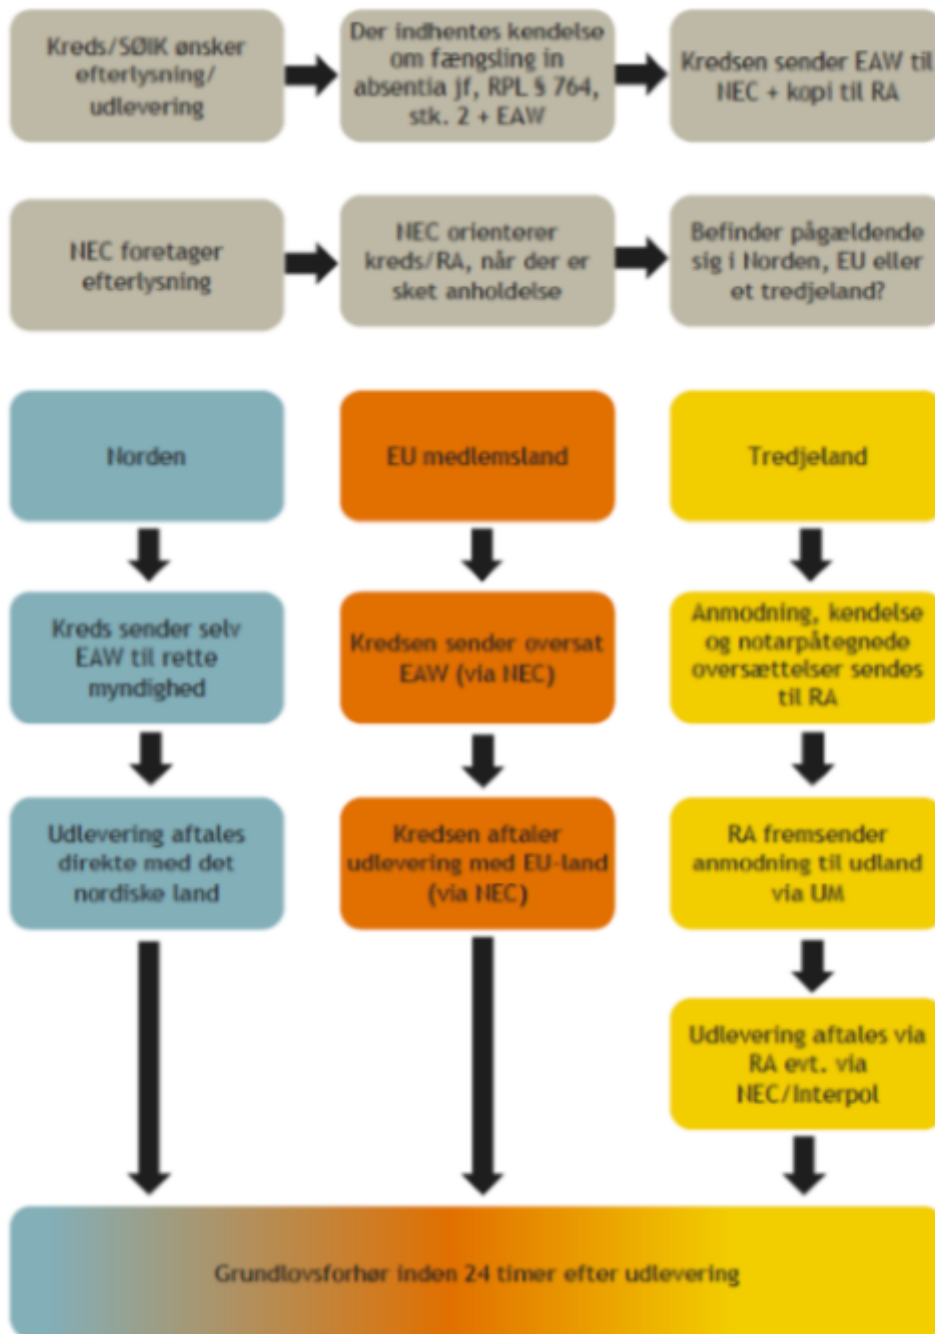 Kreds/SØIK ønsker
efterlysning/
udlevering
Der indhentes kendelse
om fængsling in
absentia jf, RPL § 764,
stk. 2 + EAW
Kredsen sender EAW til
NEC + kopi til RA
NEC foretager
efterlysning
NEC orienterer
kreds/RA, når der er
sket anholdelse
Befinder pågældende
sig i Norden, EU eller
et tredjeland?
Norden
EU medlemsland
Tredjeland
Kreds sender selv
EAW til rette
myndighed
Kredsen sender oversat
EAW (via NEC)
Anmodning, kendelse
og notarpåtegnede
oversættelser sendes
til RA
Udlevering aftales
direkte med det
nordiske land
Kredsen aftaler
udlevering med EU-land
(via NEC)
RA fremsender
anmodning til udland
via UM
Udlevering aftales via
RA evt. via
NEC/Interpol
Grundlovsforhør inden 24 timer efter udlevering